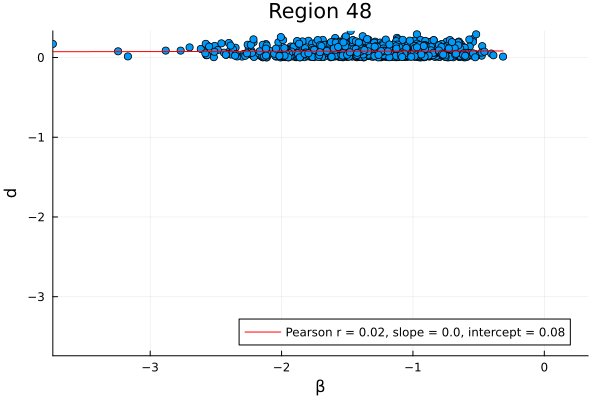 Region 48
0
−1
−2
−3
d
Pearson r = 0.02, slope = 0.0, intercept = 0.08
−3 −2 −1 0
β